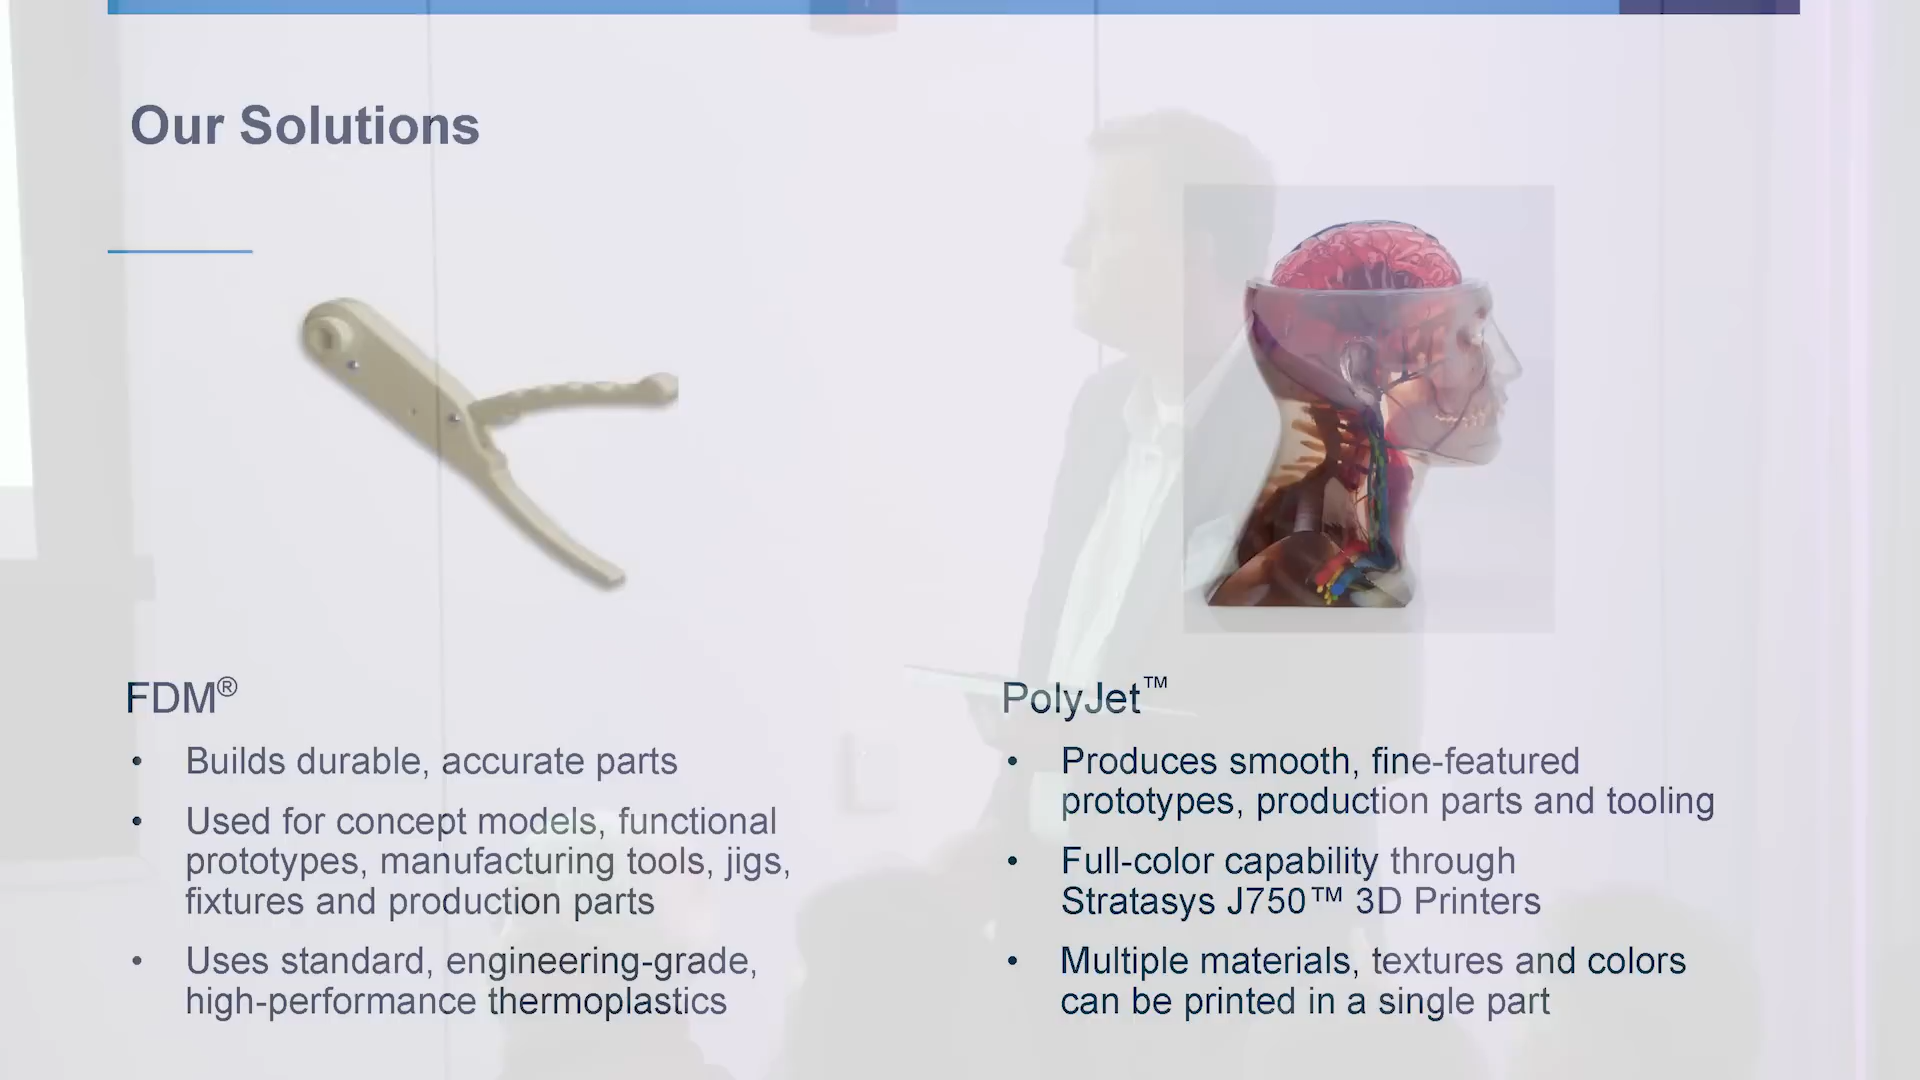 Our Solutions
FDM®
• Builds durable, accurate parts
• Used for concept models, functional
prototypes, manufacturing tools, jigs,
fixtures and production parts
• Uses standard, engineering-grade,
high-performance thermoplastics
PolyJet™
• Produces smooth, fine-featured
prototypes, production parts and tooling
• Full-color capability through
Stratasys J750™ 3D Printers
• Multiple materials, textures and colors
can be printed in a single part